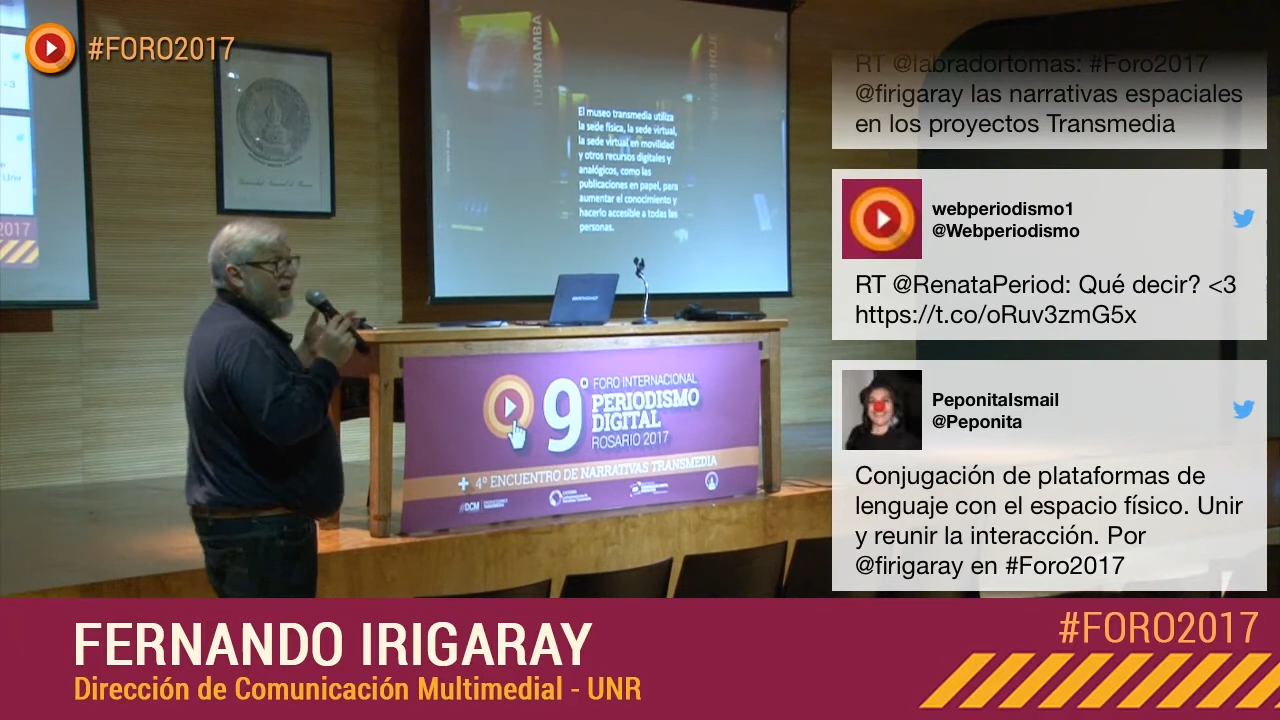 #FORO2017
TUPINAMBA
El museo transmedia utiliza
la sede física, la sede virtual,
la sede virtual en movilidad
y otros recursos digitales y
analógicos, como las
publicaciones en papel, para
aumentar el conocimiento y
hacerlo accesible a todas las
personas.
9°
FORO INTERNACIONAL
PERIODISMO
DIGITAL
ROSARIO 2017
+ 4° ENCUENTRO DE NARRATIVAS TRANSMEDIA
#DCM
2017
RT @labradortomas: #Foro2017
@firigaray las narrativas espaciales
en los proyectos Transmedia
webperiodismo1
@Webperiodismo
RT @RenataPeriod: Qué decir? <3
https://t.co/oRuv3zmG5x
PeponitaIsmail
@Peponita
Conjugación de plataformas de
lenguaje con el espacio físico. Unir
y reunir la interacción. Por
@firigaray en #Foro2017
FERNANDO IRIGARAY
Dirección de Comunicación Multimedial - UNR
#FORO2017